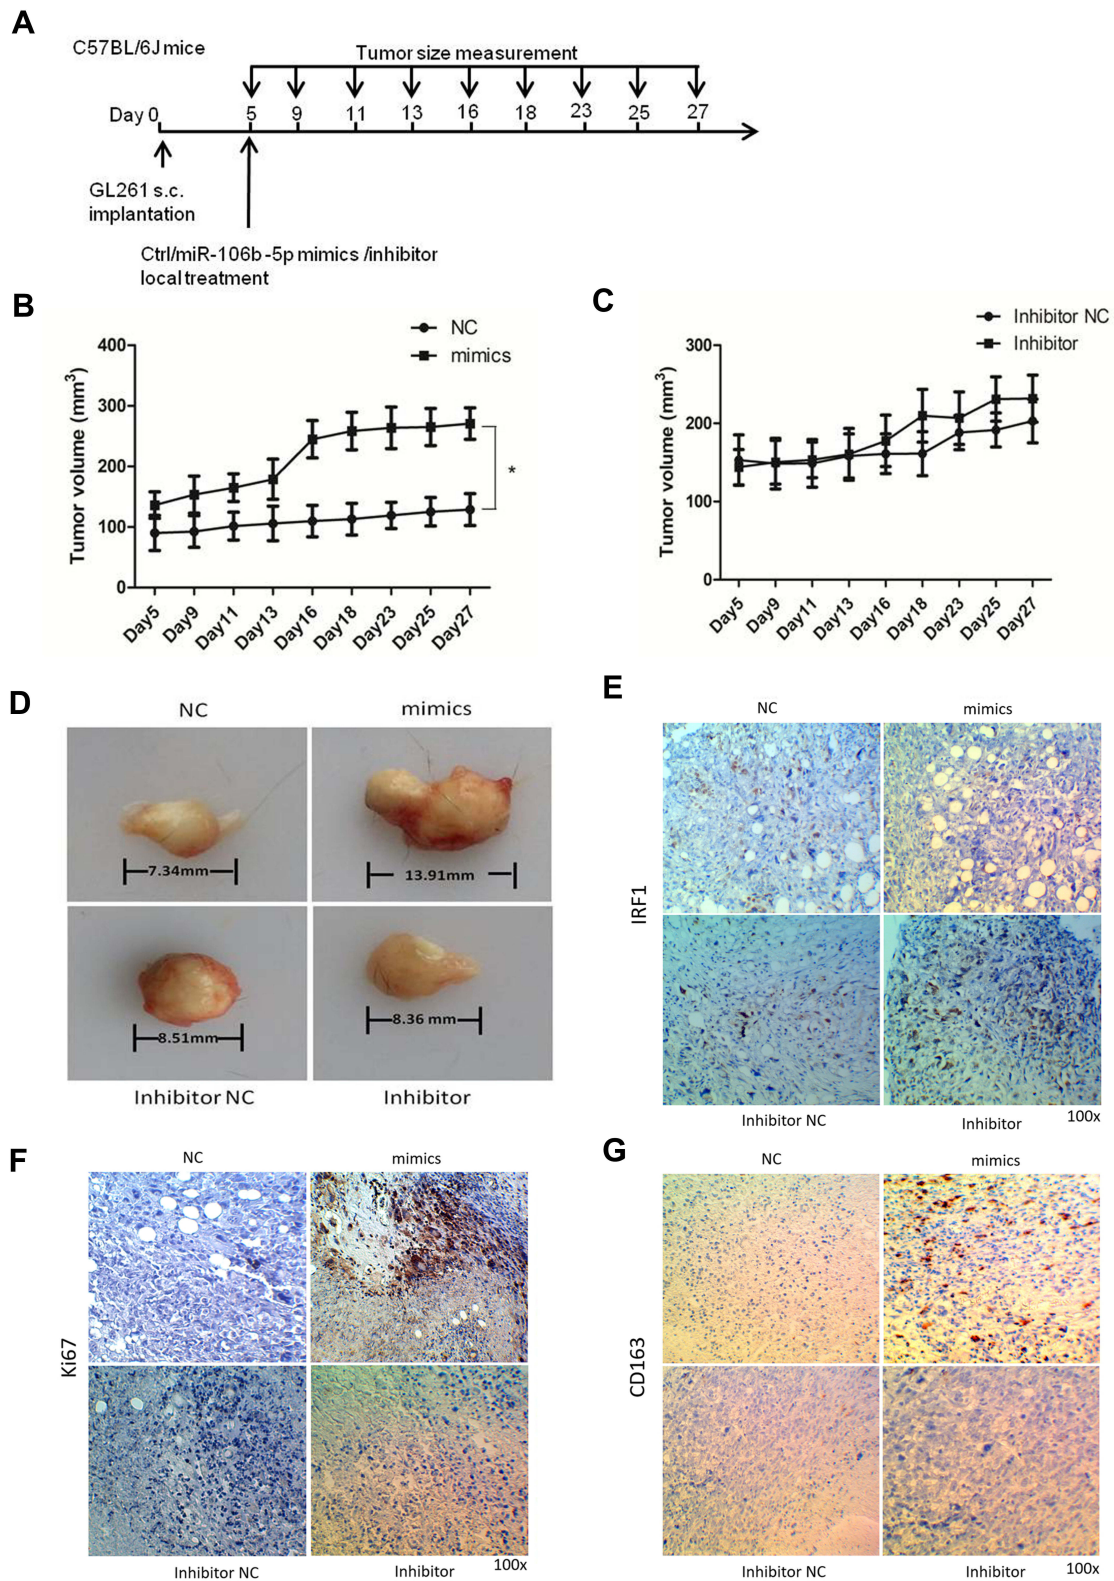 A
C57BL/6J mice
Tumor size measurement
Day 0 5 9 11 13 16 18 23 25 27
GL261 s.c.
implantation
Ctrl/miR-106b-5p mimics /inhibitor
local treatment
B
NC
mimics
Tumor volume (mm³)
400
300
200
100
0
*
Day5 Day9 Day11 Day13 Day16 Day18 Day23 Day25 Day27
C
Inhibitor NC
Inhibitor
Tumor volume (mm³)
300
200
100
0
Day5 Day9 Day11 Day13 Day16 Day18 Day23 Day25 Day27
D
NC mimics
7.34mm
13.91mm
8.51mm
8.36 mm
Inhibitor NC Inhibitor
E
NC mimics
IRF1
Inhibitor NC Inhibitor 100x
F
NC mimics
Ki67
Inhibitor NC Inhibitor 100x
G
NC mimics
CD163
Inhibitor NC Inhibitor 100x